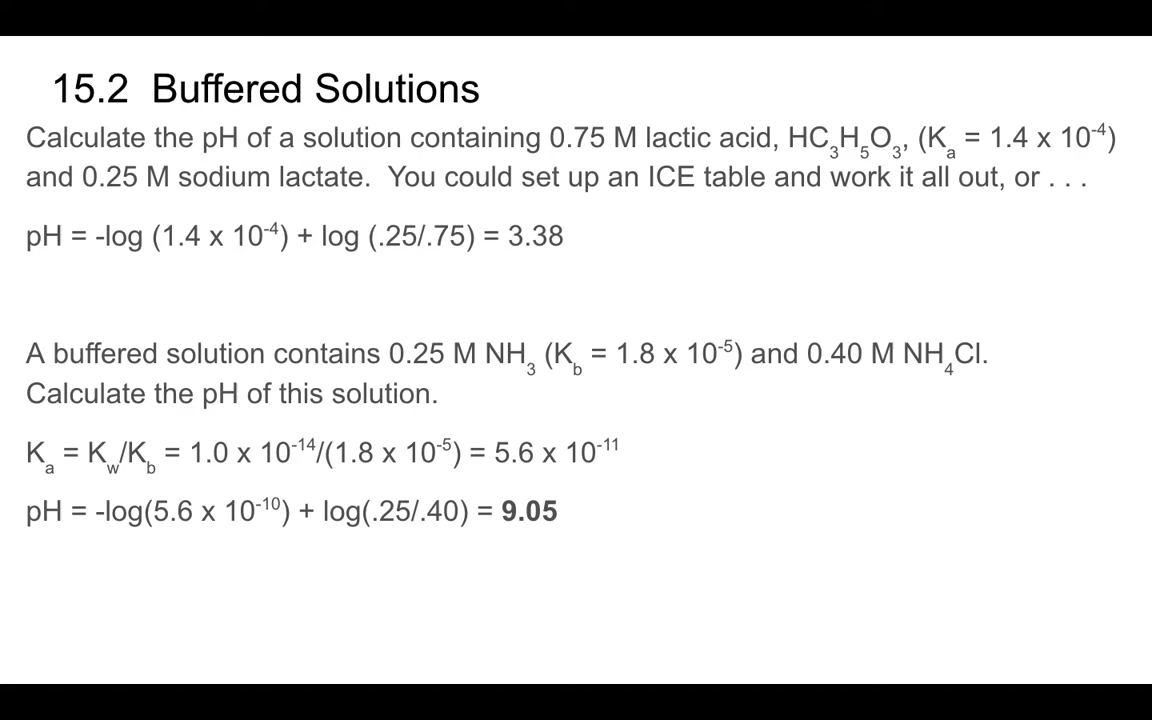 15.2 Buffered Solutions
Calculate the pH of a solution containing 0.75 M lactic acid, HC₃H₅O₃, (Kₐ = 1.4 x 10⁻⁴)
and 0.25 M sodium lactate. You could set up an ICE table and work it all out, or . . .
pH = -log (1.4 x 10⁻⁴) + log (.25/.75) = 3.38
A buffered solution contains 0.25 M NH₃ (K_b = 1.8 x 10⁻⁵) and 0.40 M NH₄Cl.
Calculate the pH of this solution.
Kₐ = K_w/K_b = 1.0 x 10⁻¹⁴/(1.8 x 10⁻⁵) = 5.6 x 10⁻¹¹
pH = -log(5.6 x 10⁻¹⁰) + log(.25/.40) = 9.05